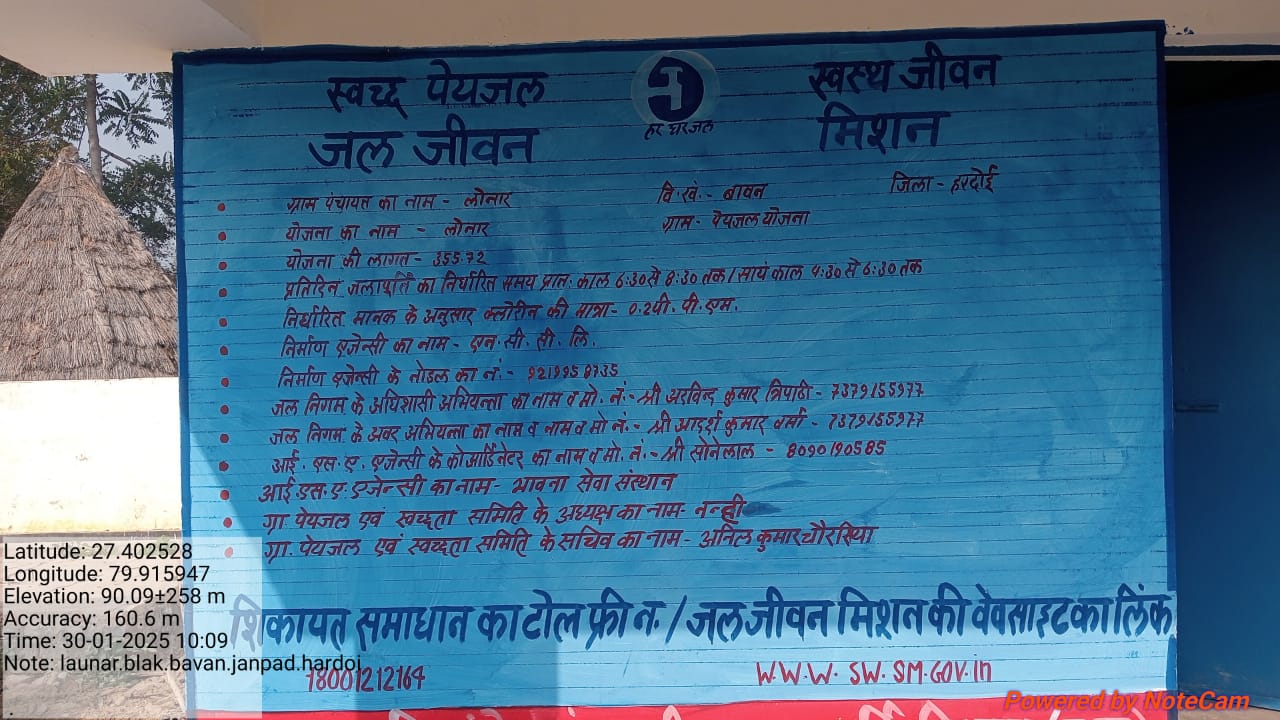 स्वच्छ पेयजल
स्वस्थ जीवन
हर घर जल
जल जीवन
मिशन
ग्राम पंचायत का नाम - लोनार वि.खं.- बावन जिला - हरदोई
योजना का नाम - लोनार ग्राम- पेयजल योजना
योजना की लागत- 355.72
प्रतिदिन जलापूर्ति का निर्धारित समय प्रातः काल 6:30 से 8:30 तक/सायं काल 4:30 से 6:30 तक
निर्धारित मानक के अनुसार क्लोरीन की मात्रा- 0.2पी. पी. एम.
निर्माण एजेन्सी का नाम - एन. सी. सी. लि.
निर्माण एजेन्सी के नोडल का नं.- 9219958735
जल निगम के अधिशासी अभियन्ता का नाम व मो. नं.- श्री अरविन्द कुमार त्रिपाठी - 7379155977
जल निगम के अवर अभियन्ता का नाम व नाम व मो नं.- श्री आदर्श कुमार वर्मा - 7379155977
आई. एस. ए. एजेन्सी के कोआर्डिनेटर का नाम व मो. नं.- श्री सोनेलाल - 8090190585
आई.एस.ए. एजेन्सी का नाम- भावना सेवा संस्थान
ग्रा. पेयजल एवं स्वच्छता समिति के अध्यक्ष का नाम- नन्ही
ग्रा. पेयजल एवं स्वच्छता समिति के सचिव का नाम- अनिल कुमार चौरसिया
शिकायत समाधान का टोल फ्री न. / जल जीवन मिशन की वेबसाइट का लिंक
18001212164 W.W.W. SW. SM.GOV.in
Latitude: 27.402528
Longitude: 79.915947
Elevation: 90.09±258 m
Accuracy: 160.6 m
Time: 30-01-2025 10:09
Note: launar.blak.bavan.janpad.hardoi
Powered by NoteCam